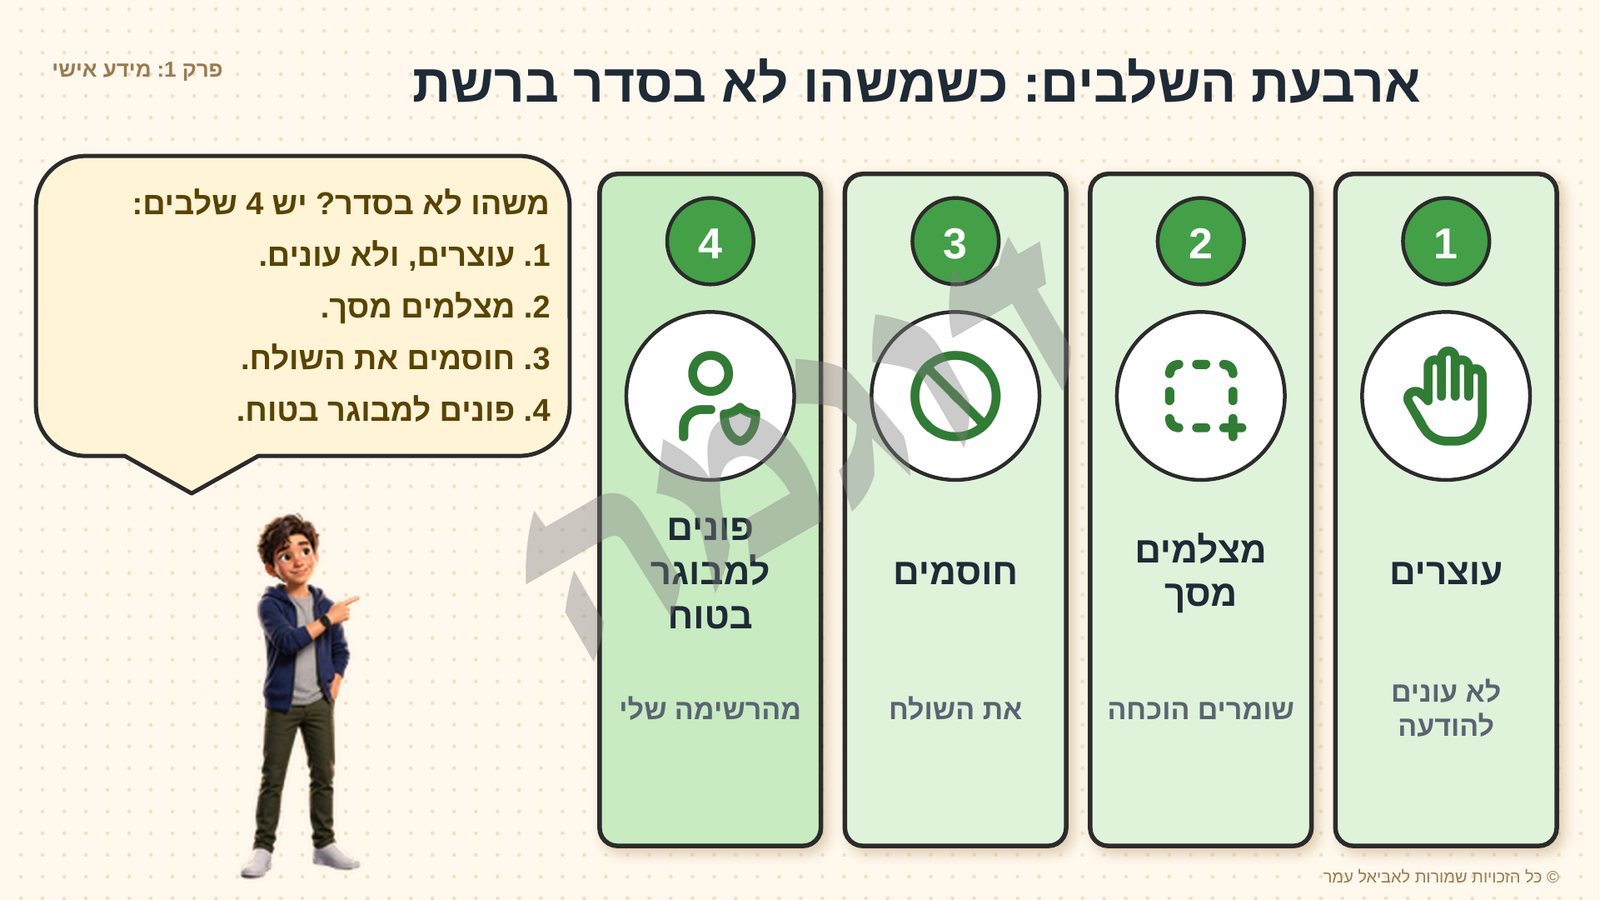 פרק 1: מידע אישי
ארבעת השלבים: כשמשהו לא בסדר ברשת
1
עוצרים
לא עונים
להודעה
2
מצלמים
מסך
שומרים הוכחה
3
חוסמים
את השולח
4
פונים
למבוגר
בטוח
מהרשימה שלי
משהו לא בסדר? יש 4 שלבים:
1. עוצרים, ולא עונים.
2. מצלמים מסך.
3. חוסמים את השולח.
4. פונים למבוגר בטוח.
דוגמה
© כל הזכויות שמורות לאביאל עמר